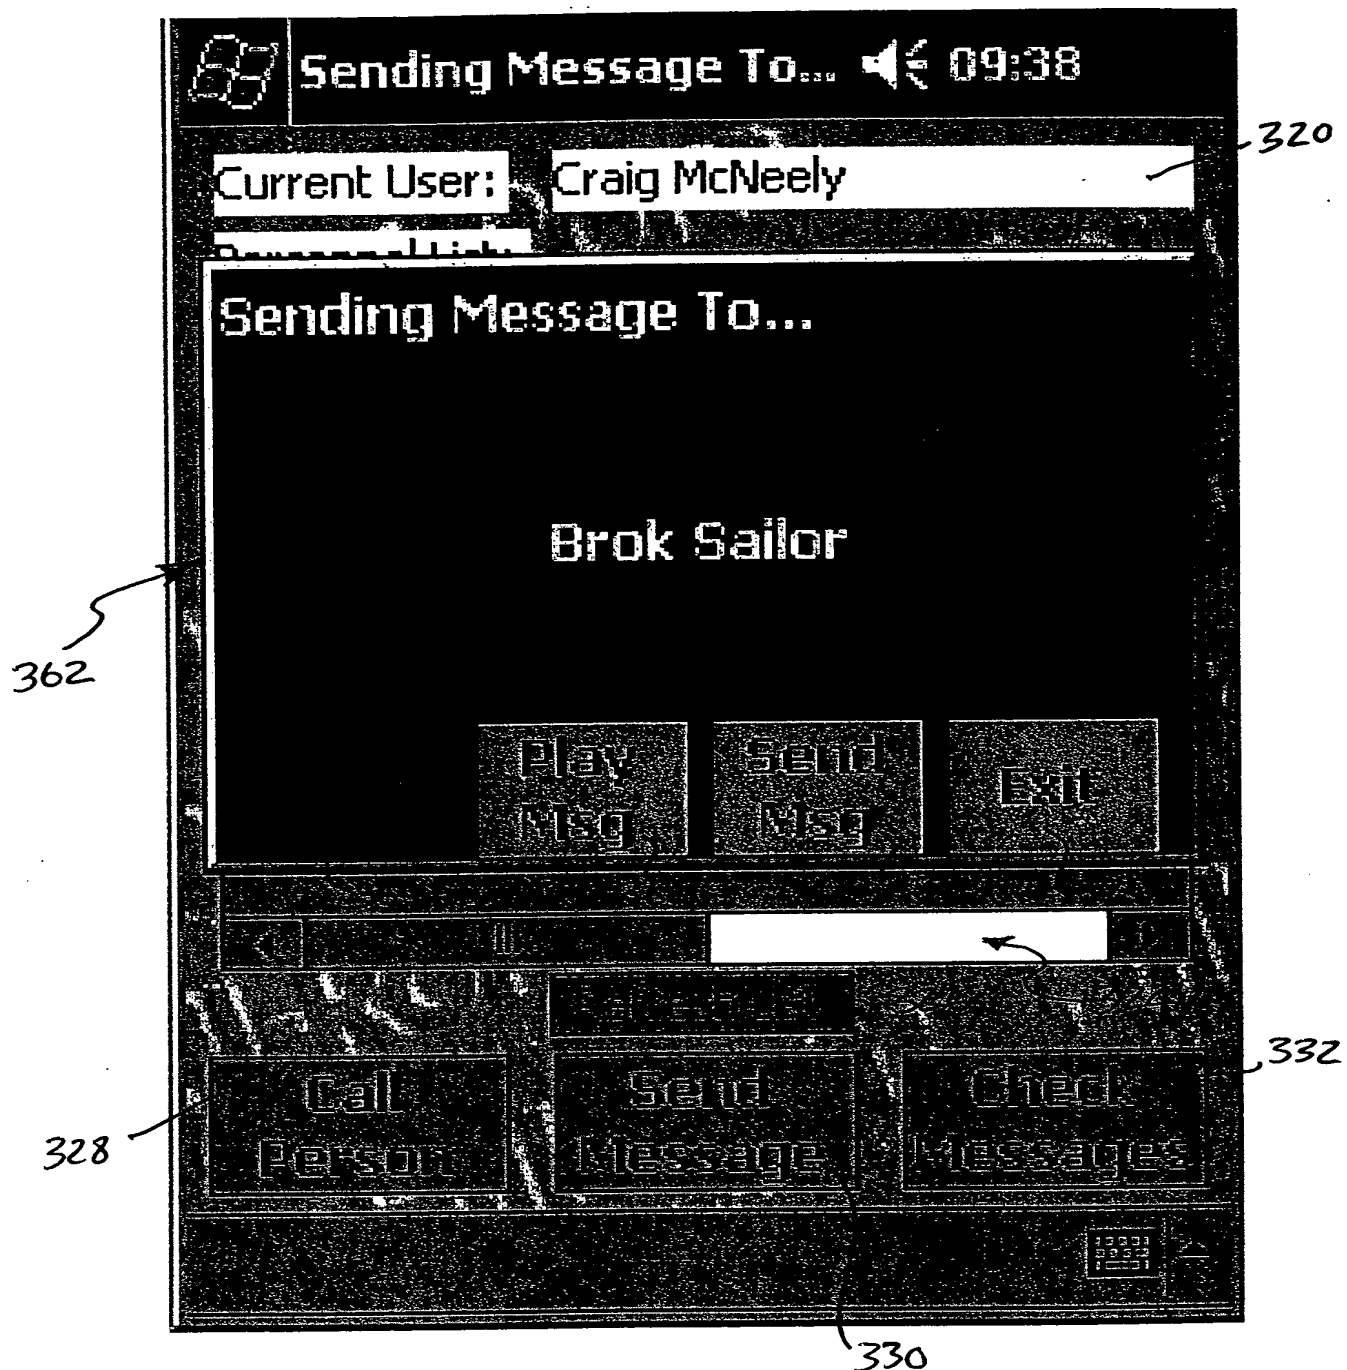 Sending Message To... 09:38
320
Current User: Craig McNeely
Sending Message To...
Brok Sailor
362
Play Msg
Send Msg
Exit
332
328
Call Person
Send Message
Check Messages
330